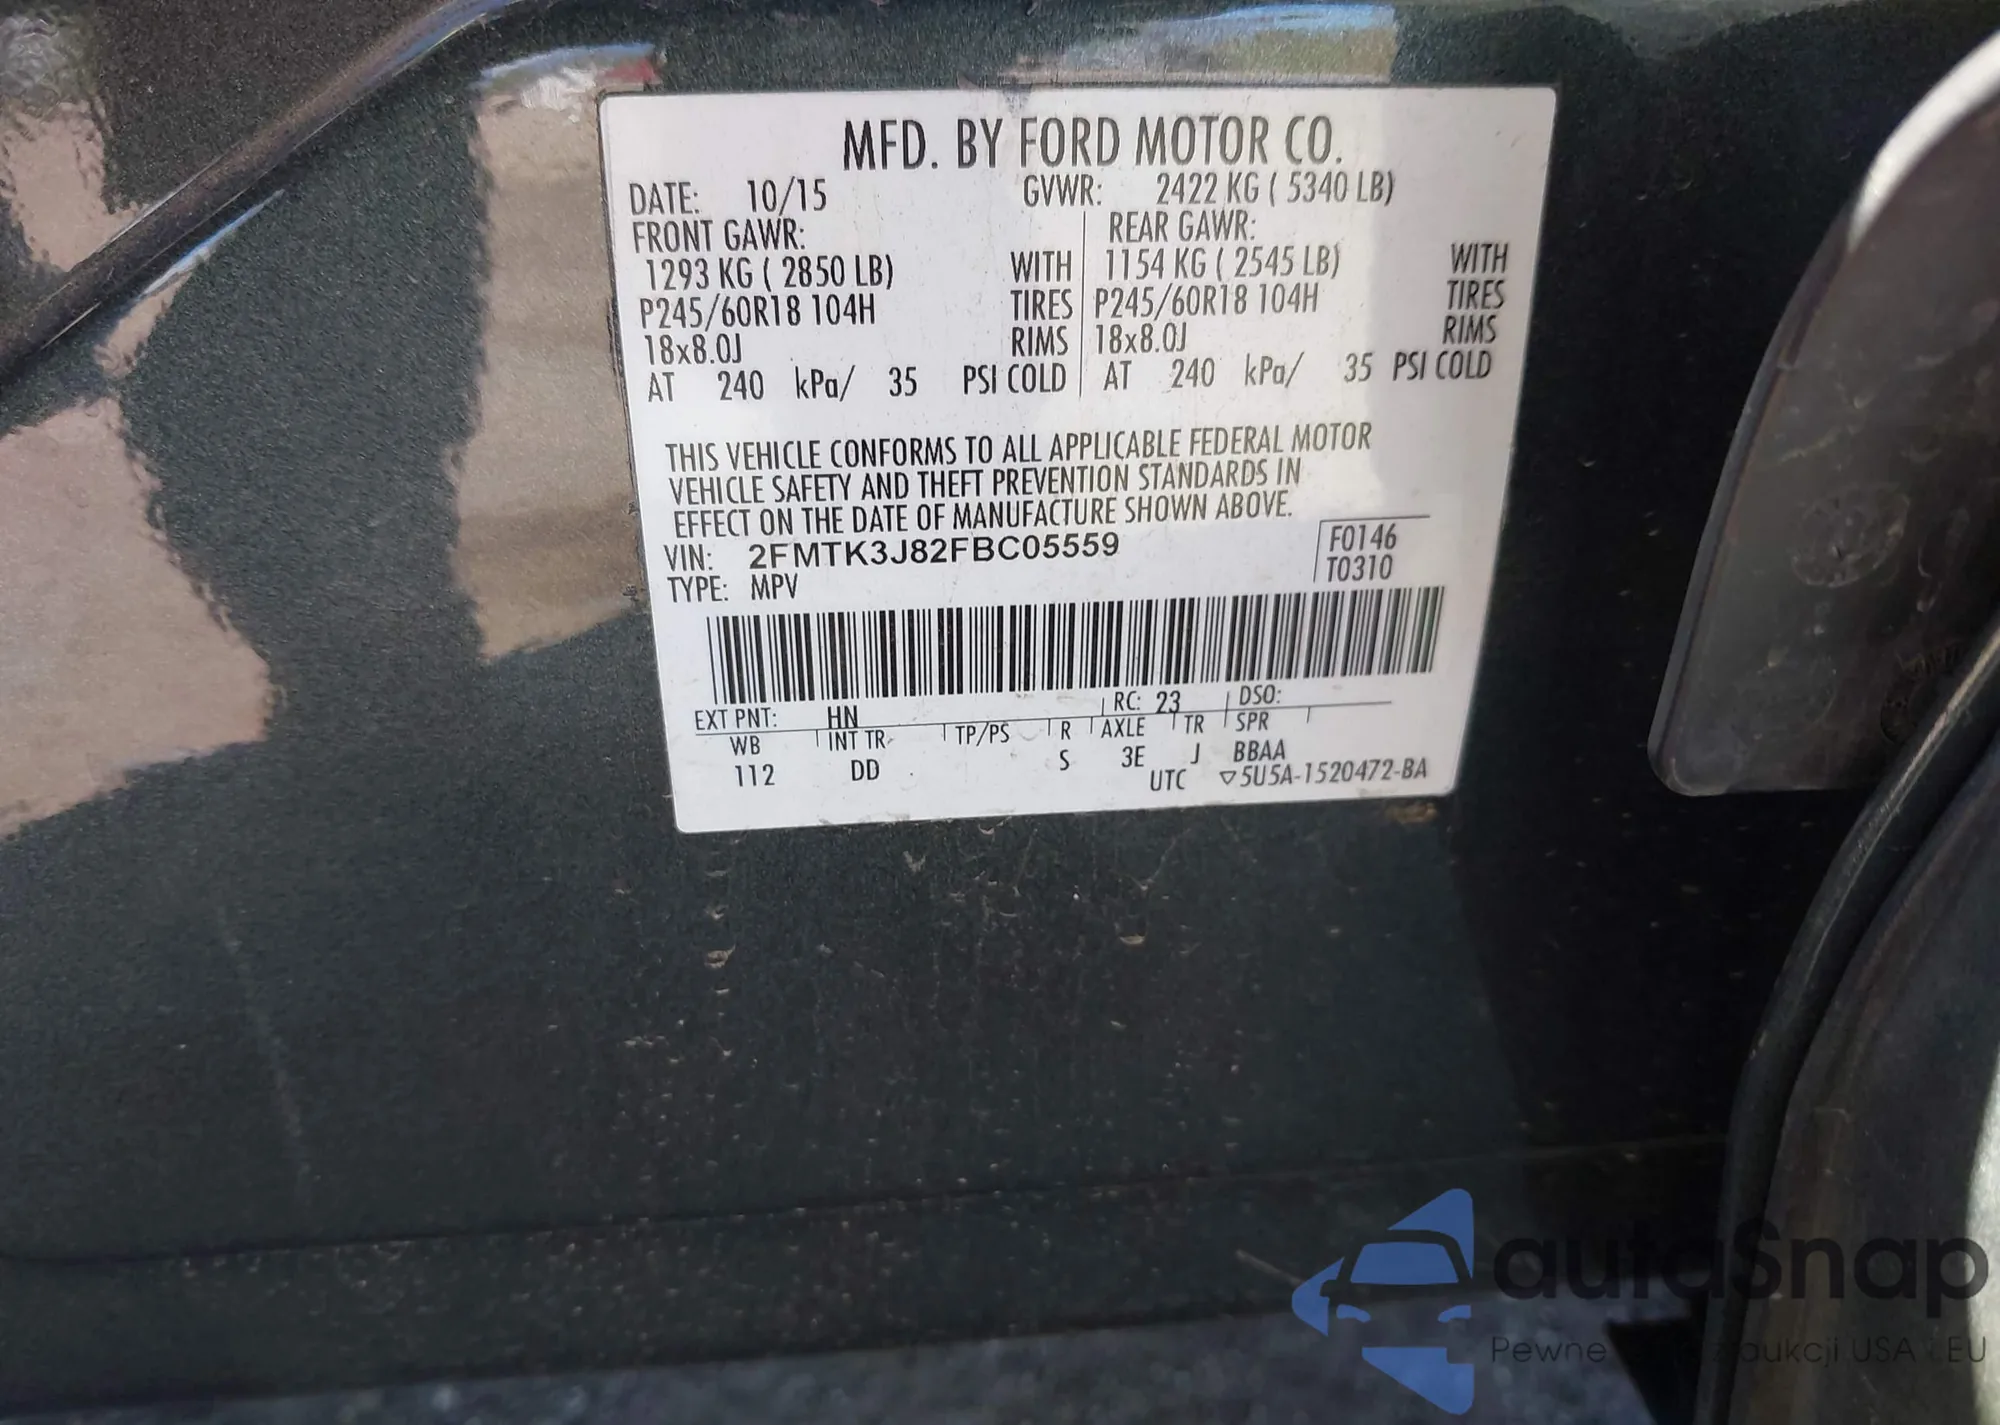 MFD. BY FORD MOTOR CO.
DATE: 10/15 GVWR: 2422 KG ( 5340 LB)
FRONT GAWR: REAR GAWR:
1293 KG ( 2850 LB) WITH 1154 KG ( 2545 LB) WITH
P245/60R18 104H TIRES P245/60R18 104H TIRES
18x8.0J RIMS 18x8.0J RIMS
AT 240 kPa/ 35 PSI COLD AT 240 kPa/ 35 PSI COLD
THIS VEHICLE CONFORMS TO ALL APPLICABLE FEDERAL MOTOR
VEHICLE SAFETY AND THEFT PREVENTION STANDARDS IN
EFFECT ON THE DATE OF MANUFACTURE SHOWN ABOVE.
VIN: 2FMTK3J82FBC05559 F0146
TYPE: MPV T0310
EXT PNT: HN RC: 23 DSO:
WB INT TR TP/PS R AXLE TR SPR
112 DD S 3E J BBAA
UTC ▽5U5A-1520472-BA
autaSnap
Pewne aukcji USA i EU